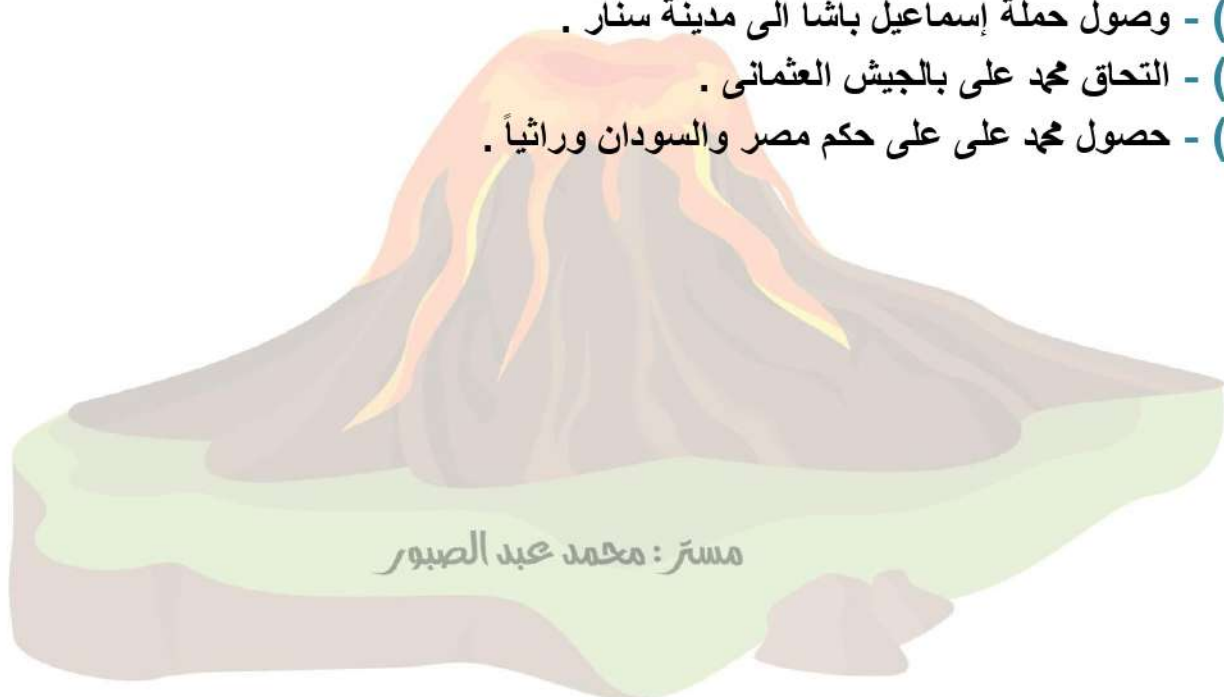 ) - وصول حملة إسماعيل باشا الى مدينة سنار .
) - التحاق محمد على بالجيش العثمانى .
) - حصول محمد على على حكم مصر والسودان وراثياً .
مستر : محمد عبد الصبور